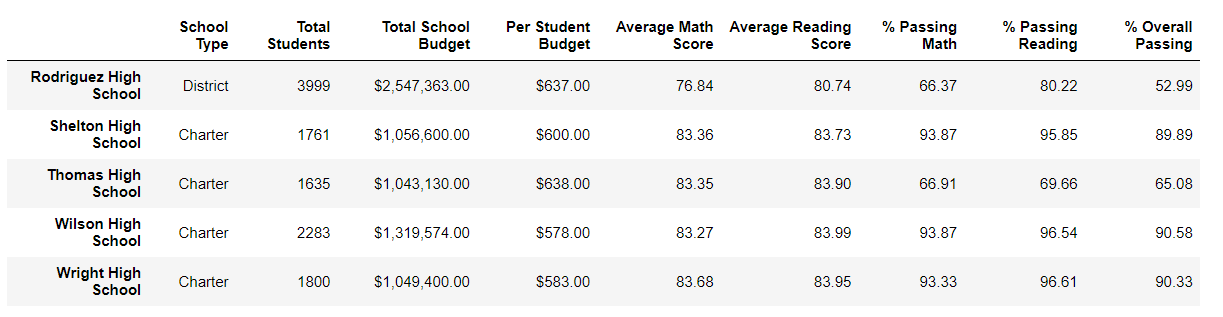 School Type Total Students Total School Budget Per Student Budget Average Math Score Average Reading Score % Passing Math % Passing Reading % Overall Passing
Rodriguez High School District 3999 $2,547,363.00 $637.00 76.84 80.74 66.37 80.22 52.99
Shelton High School Charter 1761 $1,056,600.00 $600.00 83.36 83.73 93.87 95.85 89.89
Thomas High School Charter 1635 $1,043,130.00 $638.00 83.35 83.90 66.91 69.66 65.08
Wilson High School Charter 2283 $1,319,574.00 $578.00 83.27 83.99 93.87 96.54 90.58
Wright High School Charter 1800 $1,049,400.00 $583.00 83.68 83.95 93.33 96.61 90.33